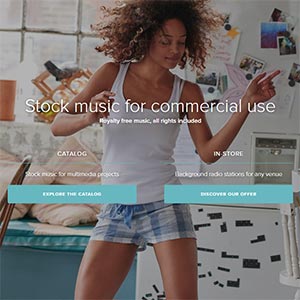 Stock music for commercial use
Royalty free music, all rights included
CATALOG
Stock music for multimedia projects
EXPLORE THE CATALOG
IN-STORE
Background radio stations for any venue
DISCOVER OUR OFFER